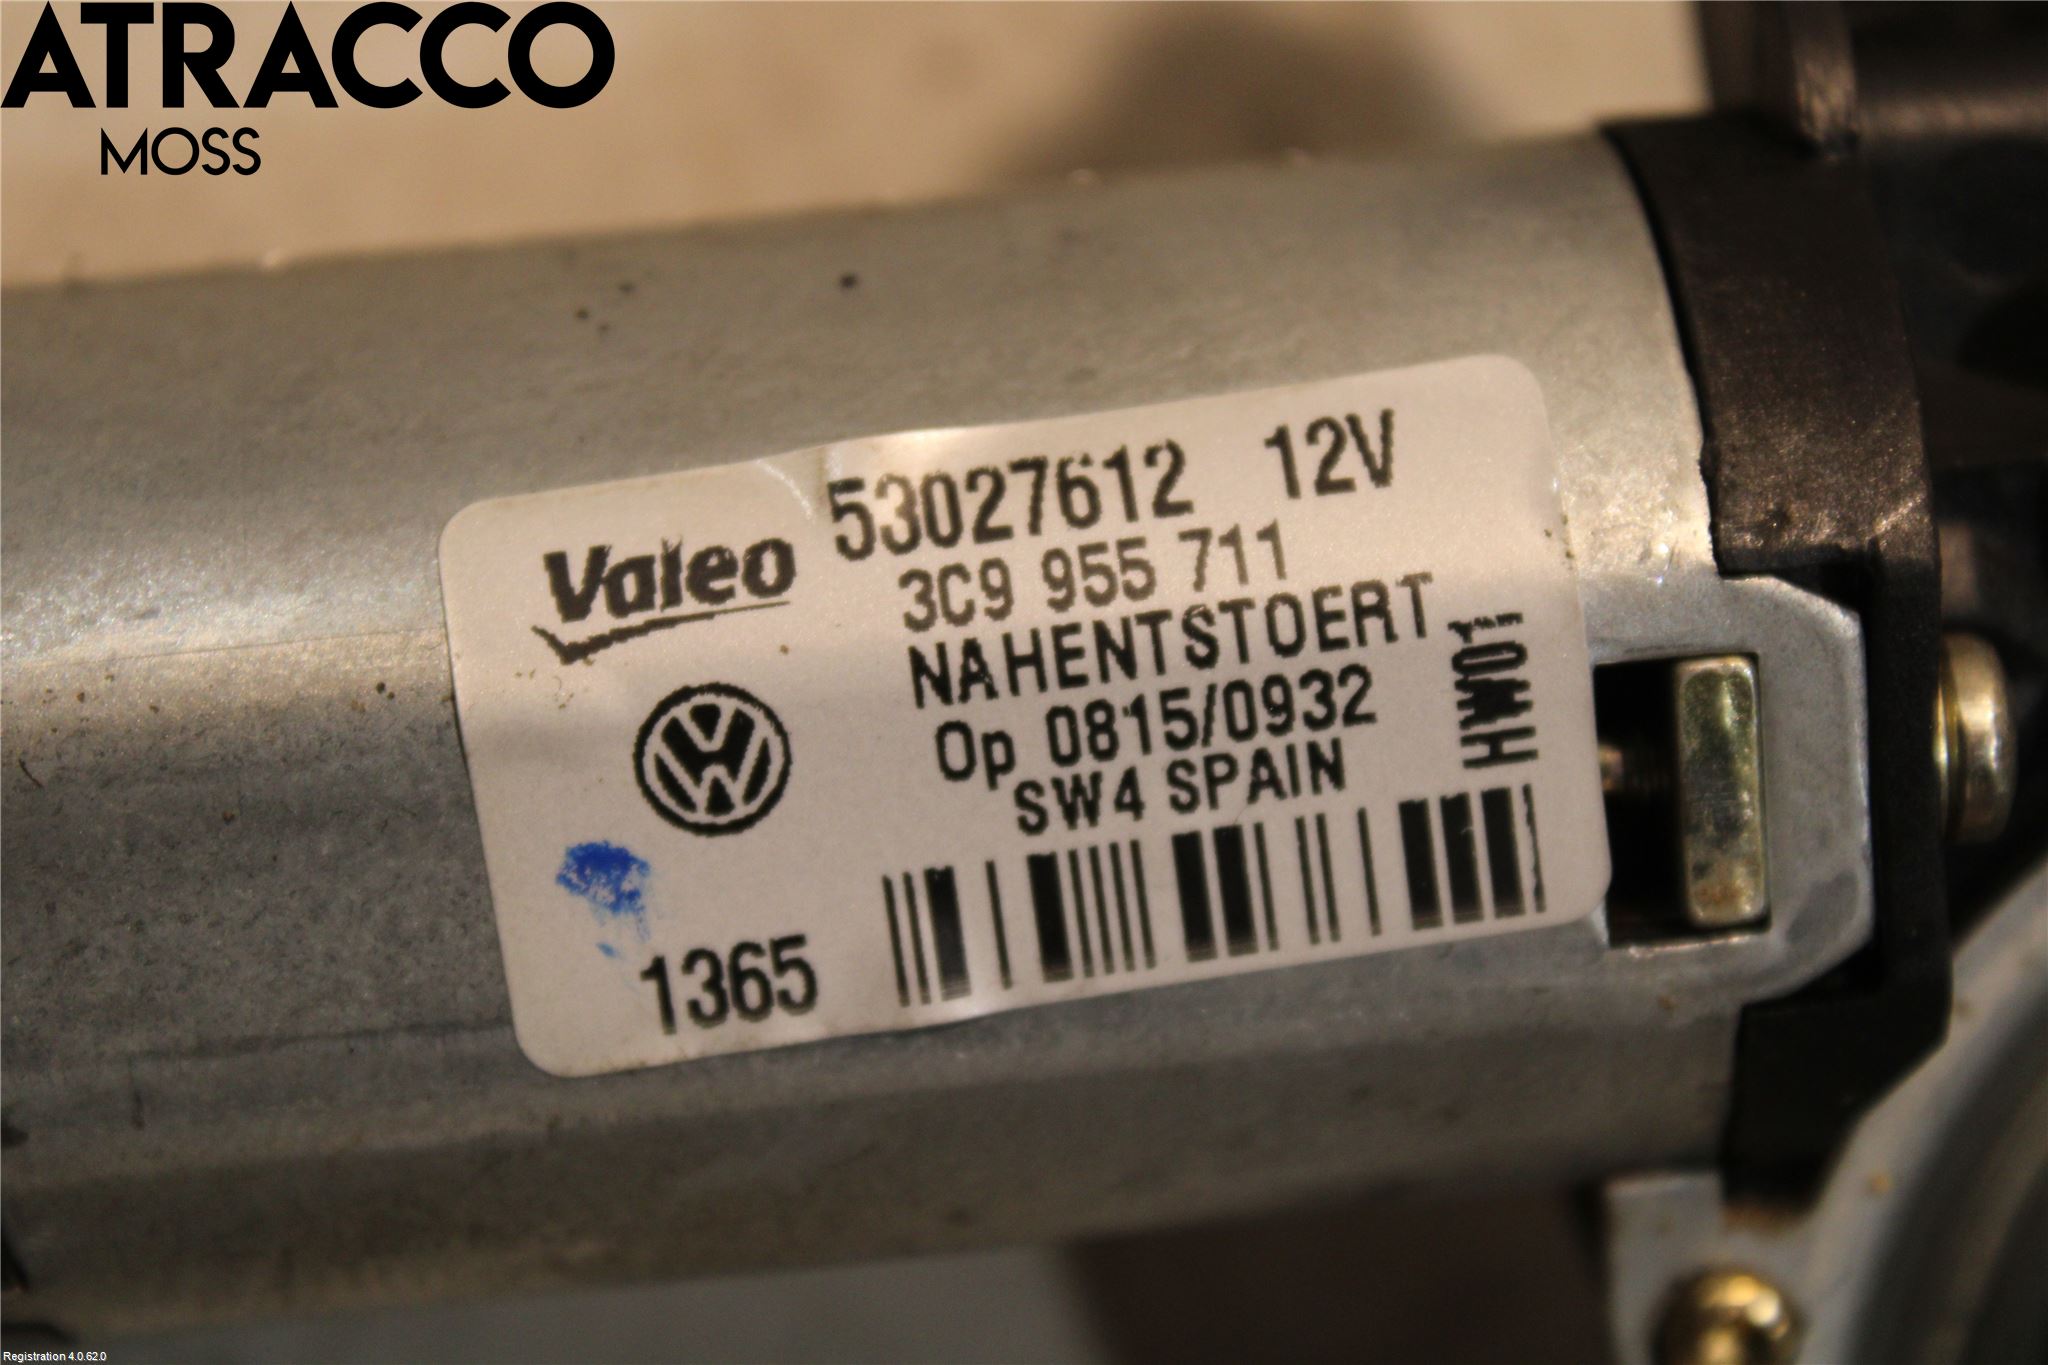 ATRACCO
MOSS
Valeo
53027612 12V
3C9 955 711
NAHENTSTOERT
Op 0815/0932
SW4 SPAIN
1365
Registration 4.0.62.0